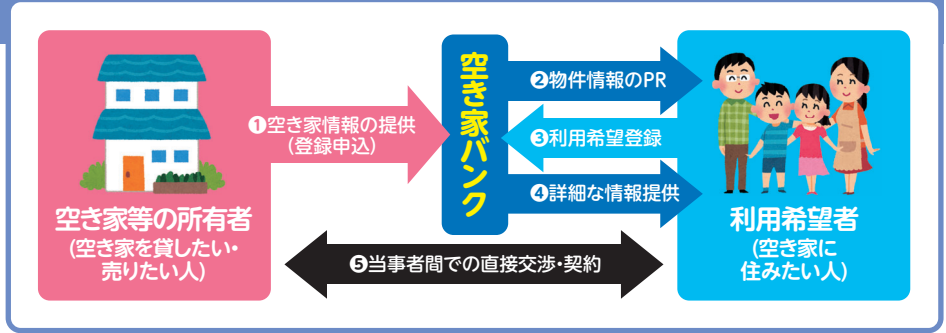 空き家等の所有者
(空き家を貸したい・
売りたい人)
❶空き家情報の提供
(登録申込)
空き家バンク
❷物件情報のPR
❸利用希望登録
❹詳細な情報提供
利用希望者
(空き家に
住みたい人)
❺当事者間での直接交渉・契約